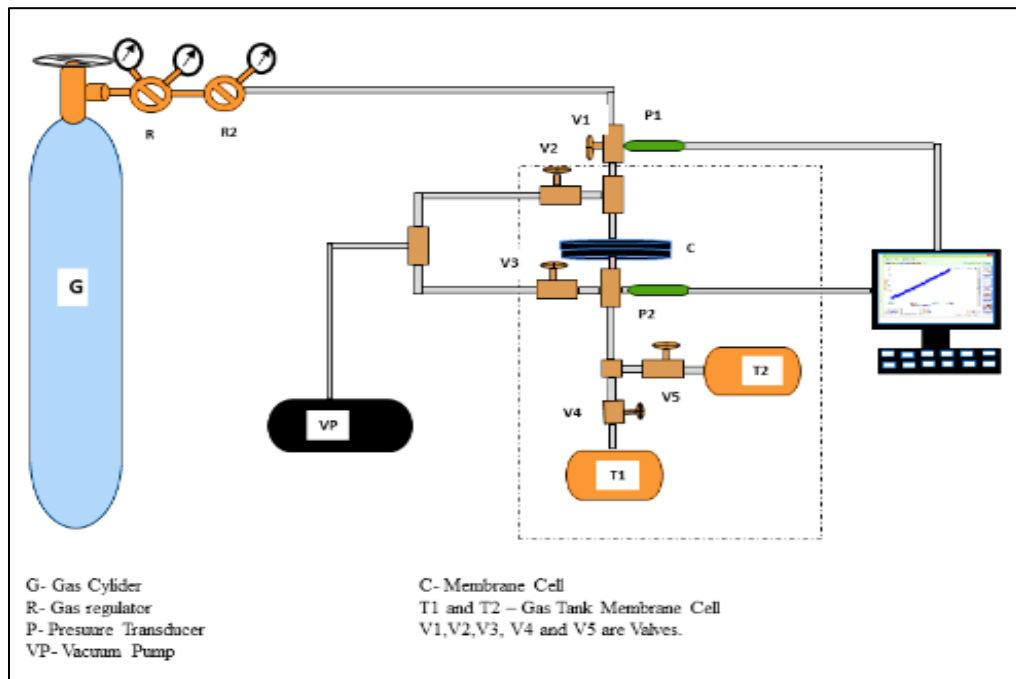 R
R2
V1
P1
V2
G
C
V3
P2
T2
V5
V4
VP
T1
G- Gas Cylider
R- Gas regulator
P- Presuure Transducer
VP- Vacuum Pump
C- Membrane Cell
T1 and T2 – Gas Tank Membrane Cell
V1,V2,V3, V4 and V5 are Valves.